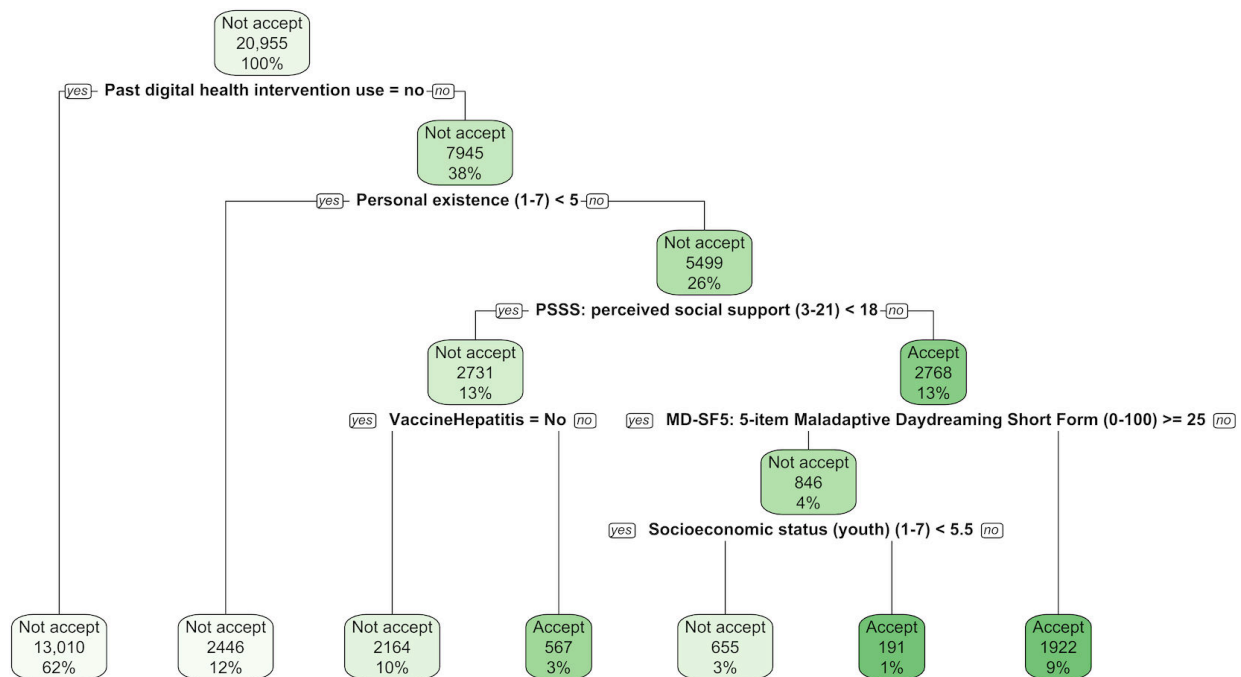 Not accept
20,955
100%
yes Past digital health intervention use = no no
Not accept
7945
38%
yes Personal existence (1-7) < 5 no
Not accept
5499
26%
yes PSSS: perceived social support (3-21) < 18 no
Not accept
2731
13%
Accept
2768
13%
yes VaccineHepatitis = No no
yes MD-SF5: 5-item Maladaptive Daydreaming Short Form (0-100) >= 25 no
Not accept
846
4%
yes Socioeconomic status (youth) (1-7) < 5.5 no
Not accept
13,010
62%
Not accept
2446
12%
Not accept
2164
10%
Accept
567
3%
Not accept
655
3%
Accept
191
1%
Accept
1922
9%